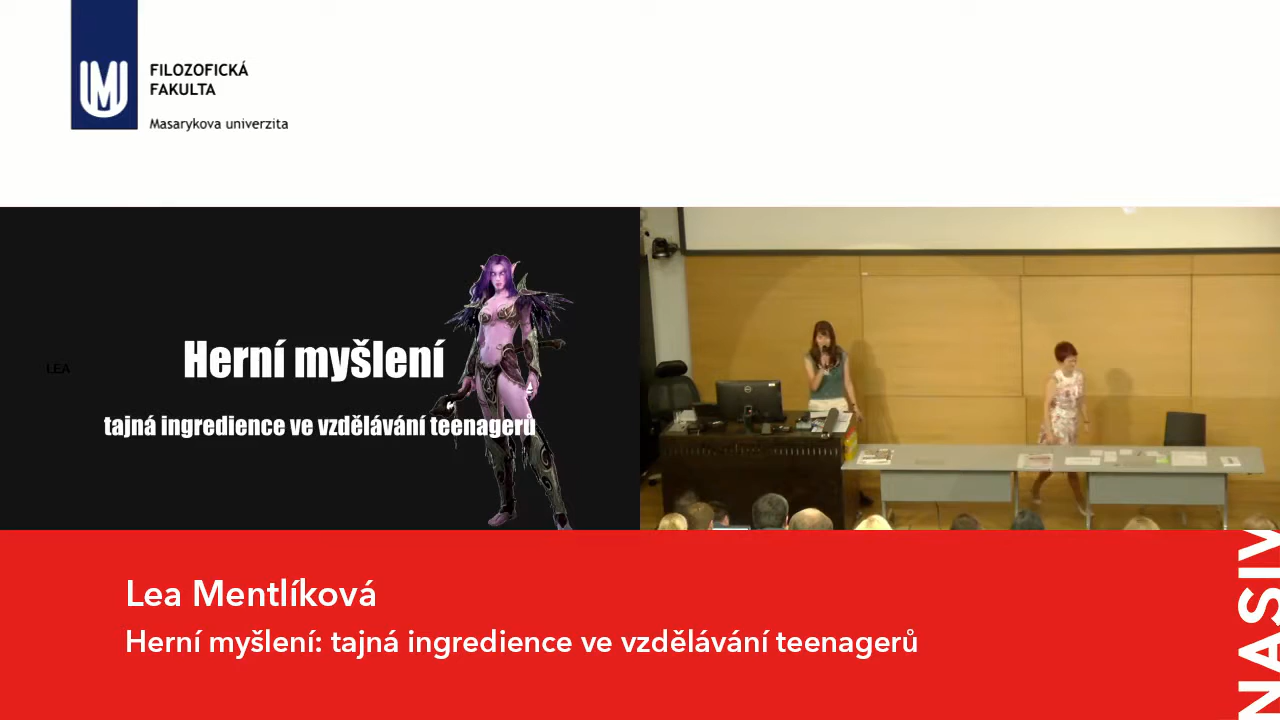 FILOZOFICKÁ
FAKULTA
Masarykova univerzita
LEA
Herní myšlení
tajná ingredience ve vzdělávání teenagerů
Lea Mentlíková
Herní myšlení: tajná ingredience ve vzdělávání teenagerů
NASIV